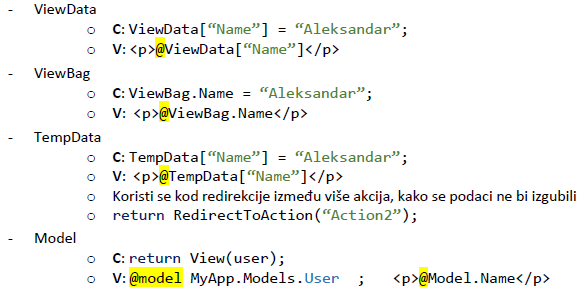 - ViewData
o C: ViewData[“Name”] = “Aleksandar”;
o V: <p>@ViewData[“Name”]</p>
- ViewBag
o C: ViewBag.Name = “Aleksandar”;
o V: <p>@ViewBag.Name</p>
- TempData
o C: TempData[“Name”] = “Aleksandar”;
o V: <p>@TempData[“Name”]</p>
o Koristi se kod redirekcije između više akcija, kako se podaci ne bi izgubili
o return RedirectToAction(“Action2”);
- Model
o C: return View(user);
o V: @model MyApp.Models.User ; <p>@Model.Name</p>